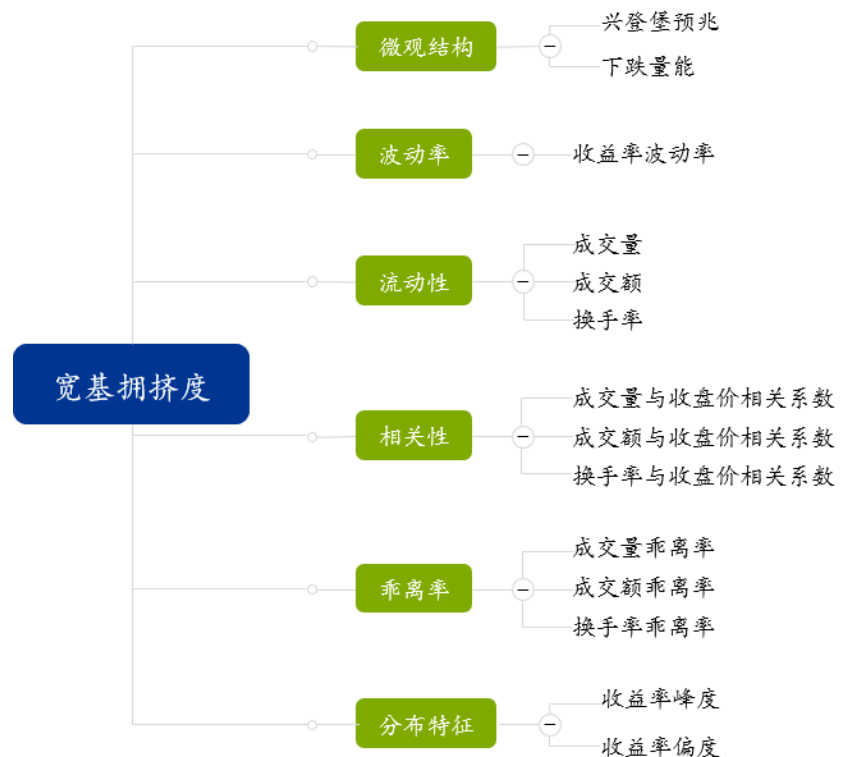 宽基拥挤度
微观结构
兴登堡预兆
下跌量能
波动率
收益率波动率
流动性
成交量
成交额
换手率
相关性
成交量与收盘价相关系数
成交额与收盘价相关系数
换手率与收盘价相关系数
乖离率
成交量乖离率
成交额乖离率
换手率乖离率
分布特征
收益率峰度
收益率偏度